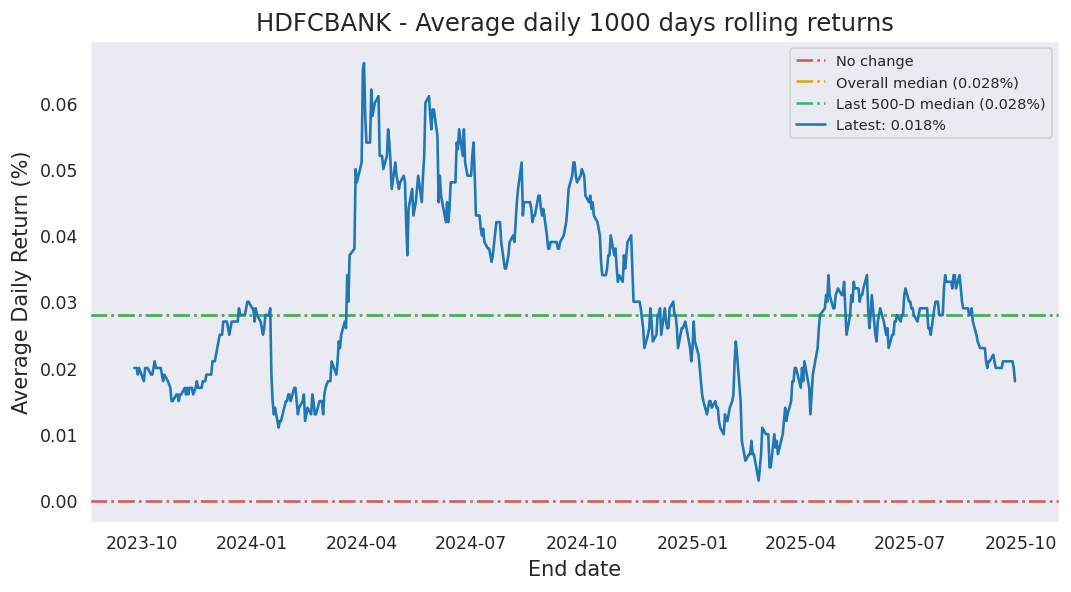 HDFCBANK - Average daily 1000 days rolling returns
No change
Overall median (0.028%)
Last 500-D median (0.028%)
Latest: 0.018%
Average Daily Return (%)
0.06
0.05
0.04
0.03
0.02
0.01
0.00
2023-10 2024-01 2024-04 2024-07 2024-10 2025-01 2025-04 2025-07 2025-10
End date